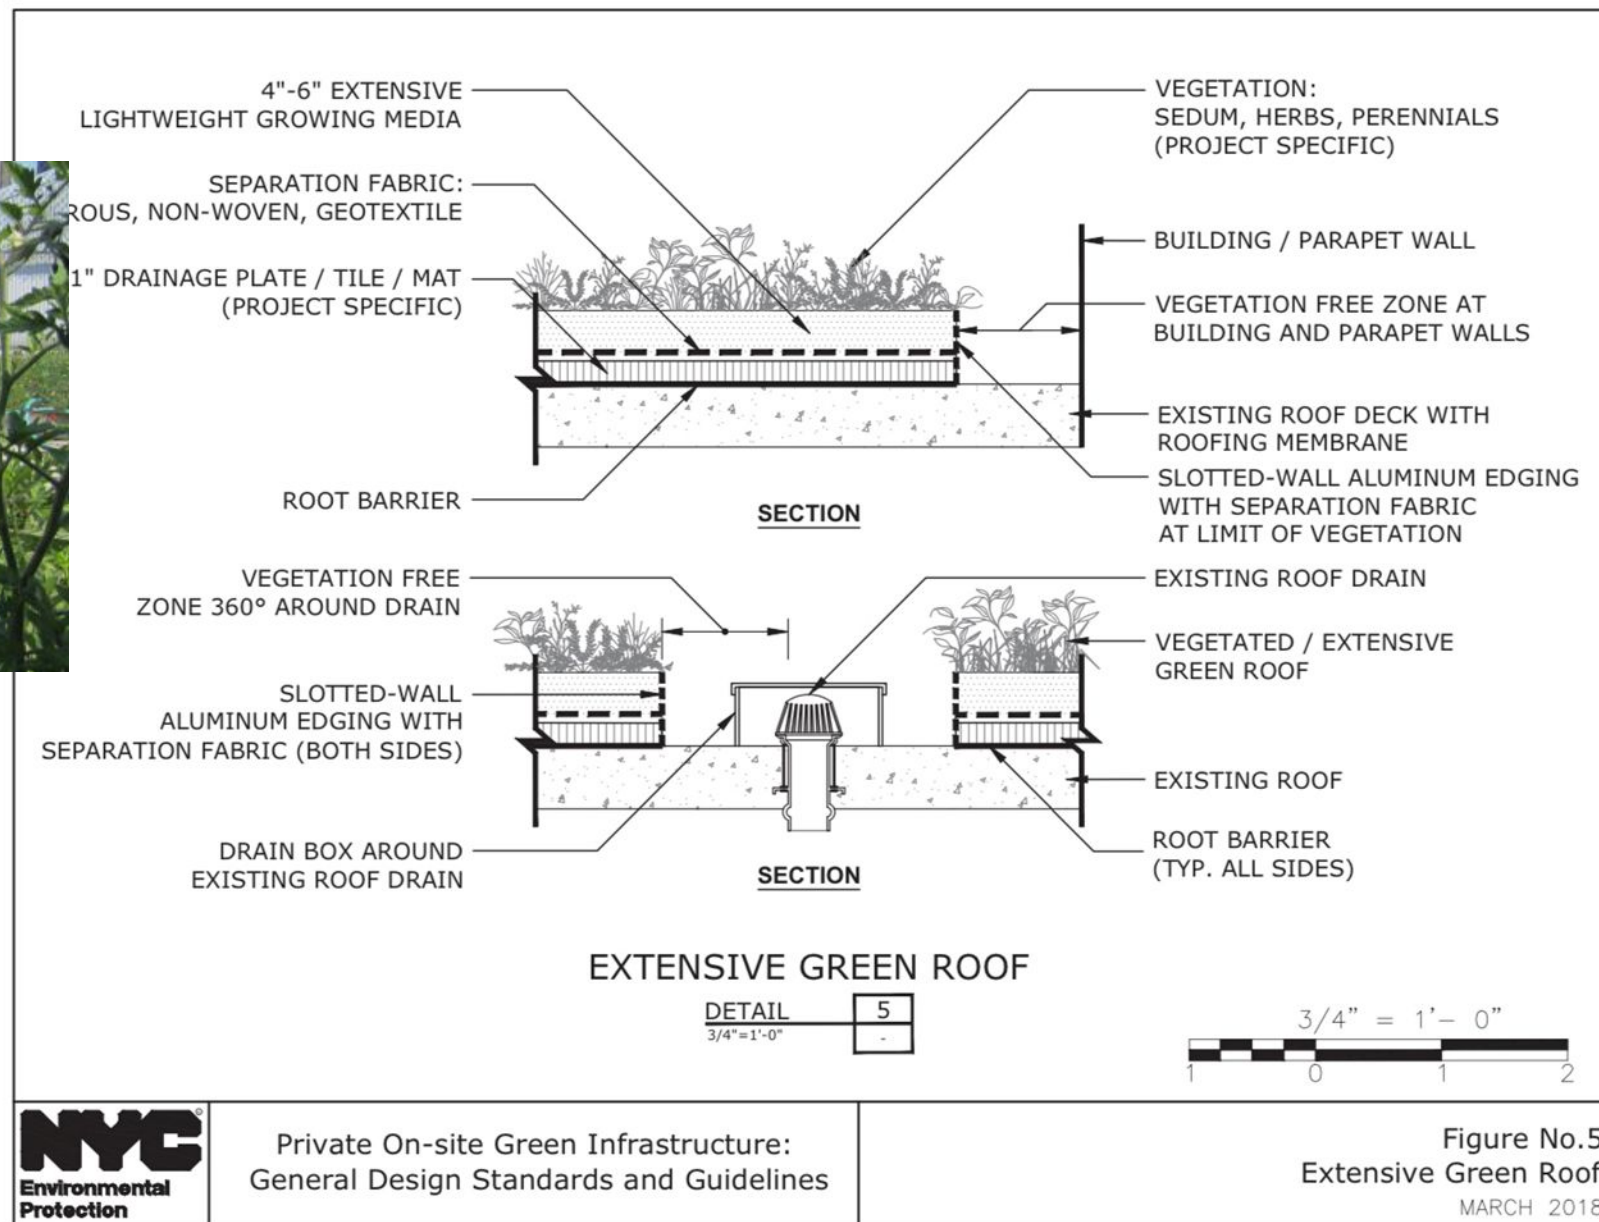 4"-6" EXTENSIVE
LIGHTWEIGHT GROWING MEDIA
SEPARATION FABRIC:
ROUS, NON-WOVEN, GEOTEXTILE
1" DRAINAGE PLATE / TILE / MAT
(PROJECT SPECIFIC)
ROOT BARRIER
VEGETATION:
SEDUM, HERBS, PERENNIALS
(PROJECT SPECIFIC)
BUILDING / PARAPET WALL
VEGETATION FREE ZONE AT
BUILDING AND PARAPET WALLS
EXISTING ROOF DECK WITH
ROOFING MEMBRANE
SLOTTED-WALL ALUMINUM EDGING
WITH SEPARATION FABRIC
AT LIMIT OF VEGETATION
SECTION
VEGETATION FREE
ZONE 360° AROUND DRAIN
SLOTTED-WALL
ALUMINUM EDGING WITH
SEPARATION FABRIC (BOTH SIDES)
DRAIN BOX AROUND
EXISTING ROOF DRAIN
EXISTING ROOF DRAIN
VEGETATED / EXTENSIVE
GREEN ROOF
EXISTING ROOF
ROOT BARRIER
(TYP. ALL SIDES)
SECTION
EXTENSIVE GREEN ROOF
DETAIL 5
3/4"=1'-0" -
3/4" = 1'- 0"
1 0 1 2
NYC®
Environmental
Protection
Private On-site Green Infrastructure:
General Design Standards and Guidelines
Figure No.5
Extensive Green Roof
MARCH 2018